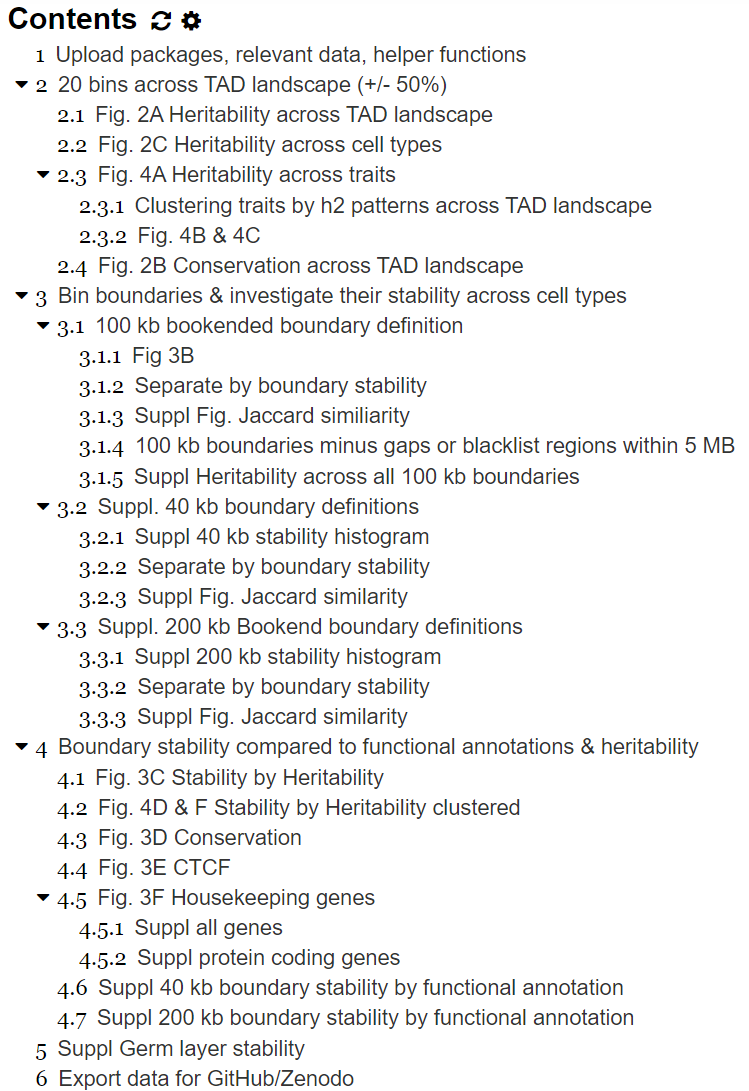 Contents
1 Upload packages, relevant data, helper functions
2 20 bins across TAD landscape (+/- 50%)
2.1 Fig. 2A Heritability across TAD landscape
2.2 Fig. 2C Heritability across cell types
2.3 Fig. 4A Heritability across traits
2.3.1 Clustering traits by h2 patterns across TAD landscape
2.3.2 Fig. 4B & 4C
2.4 Fig. 2B Conservation across TAD landscape
3 Bin boundaries & investigate their stability across cell types
3.1 100 kb bookended boundary definition
3.1.1 Fig 3B
3.1.2 Separate by boundary stability
3.1.3 Suppl Fig. Jaccard similiarity
3.1.4 100 kb boundaries minus gaps or blacklist regions within 5 MB
3.1.5 Suppl Heritability across all 100 kb boundaries
3.2 Suppl. 40 kb boundary definitions
3.2.1 Suppl 40 kb stability histogram
3.2.2 Separate by boundary stability
3.2.3 Suppl Fig. Jaccard similarity
3.3 Suppl. 200 kb Bookend boundary definitions
3.3.1 Suppl 200 kb stability histogram
3.3.2 Separate by boundary stability
3.3.3 Suppl Fig. Jaccard similarity
4 Boundary stability compared to functional annotations & heritability
4.1 Fig. 3C Stability by Heritability
4.2 Fig. 4D & F Stability by Heritability clustered
4.3 Fig. 3D Conservation
4.4 Fig. 3E CTCF
4.5 Fig. 3F Housekeeping genes
4.5.1 Suppl all genes
4.5.2 Suppl protein coding genes
4.6 Suppl 40 kb boundary stability by functional annotation
4.7 Suppl 200 kb boundary stability by functional annotation
5 Suppl Germ layer stability
6 Export data for GitHub/Zenodo